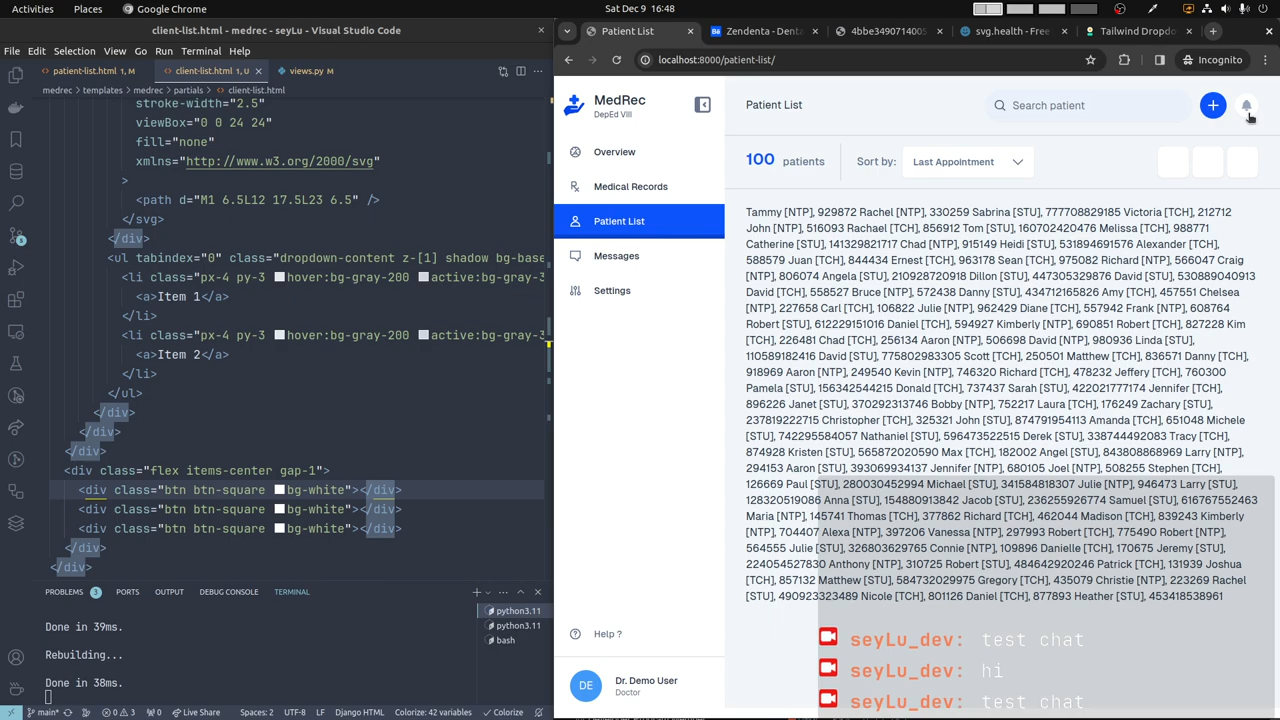 Activities
Places
Google Chrome
Sat Dec 9 16:48
client-list.html - medrec - seyLu - Visual Studio Code
File Edit Selection View Go Run Terminal Help
patient-list.html 1, M
client-list.html 1, U
views.py M
medrec > templates > medrec > partials > client-list.html
stroke-width="2.5"
viewBox="0 0 24 24"
fill="none"
xmlns="http://www.w3.org/2000/svg"
>
<path d="M1 6.5L12 17.5L23 6.5" />
</svg>
</div>
<ul tabindex="0" class="dropdown-content z-[1] shadow bg-base
<li class="px-4 py-3 hover:bg-gray-200 active:bg-gray-3
<a>Item 1</a>
</li>
<li class="px-4 py-3 hover:bg-gray-200 active:bg-gray-3
<a>Item 2</a>
</li>
</ul>
</div>
</div>
</div>
<div class="flex items-center gap-1">
<div class="btn btn-square bg-white"></div>
<div class="btn btn-square bg-white"></div>
<div class="btn btn-square bg-white"></div>
</div>
</div>
PROBLEMS 3 PORTS OUTPUT DEBUG CONSOLE TERMINAL
Done in 39ms.
Rebuilding...
Done in 38ms.
python3.11
python3.11
bash
main* 0 3 0 Live Share Spaces: 2 UTF-8 LF Django HTML Colorize: 42 variables Colorize
Patient List
Zendenta - Denta
4bbe3490714005
svg.health - Free
Tailwind Dropdo
localhost:8000/patient-list/
Incognito
MedRec
DepEd VIII
Overview
Medical Records
Patient List
Messages
Settings
Help ?
DE
Dr. Demo User
Doctor
Patient List
Search patient
100 patients
Sort by:
Last Appointment
Tammy [NTP], 929872 Rachel [NTP], 330259 Sabrina [STU], 777708829185 Victoria [TCH], 212712
John [NTP], 516093 Rachael [TCH], 856912 Tom [STU], 160702420476 Melissa [TCH], 988771
Catherine [STU], 141329821717 Chad [NTP], 915149 Heidi [STU], 531894691576 Alexander [TCH],
588579 Juan [TCH], 844434 Ernest [TCH], 963178 Sean [TCH], 975082 Richard [NTP], 566047 Craig
[NTP], 806074 Angela [STU], 210928720918 Dillon [STU], 447305329876 David [STU], 530689040913
David [TCH], 558527 Bruce [NTP], 572438 Danny [STU], 434712165826 Amy [TCH], 457551 Chelsea
[NTP], 227658 Carl [TCH], 106822 Julie [NTP], 962429 Diane [TCH], 557942 Frank [NTP], 608764
Robert [STU], 612229151016 Daniel [TCH], 594927 Kimberly [NTP], 690851 Robert [TCH], 827228 Kim
[TCH], 226481 Chad [TCH], 256134 Aaron [NTP], 506698 David [NTP], 980936 Linda [STU],
110589182416 David [STU], 775802983305 Scott [TCH], 250501 Matthew [TCH], 836571 Danny [TCH],
918969 Aaron [NTP], 249540 Kevin [NTP], 746320 Richard [TCH], 478232 Jeffery [TCH], 760300
Pamela [STU], 156342544215 Donald [TCH], 737437 Sarah [STU], 422021777174 Jennifer [TCH],
896226 Janet [STU], 370292313746 Bobby [NTP], 752217 Laura [TCH], 176249 Zachary [STU],
237819222715 Christopher [TCH], 325321 John [STU], 874791954113 Amanda [TCH], 651048 Michele
[STU], 742295584057 Nathaniel [STU], 596473522515 Derek [STU], 338744492083 Tracy [TCH],
874928 Kristen [STU], 565872020590 Max [TCH], 182002 Angel [STU], 843808868969 Larry [NTP],
294153 Aaron [STU], 393069934137 Jennifer [NTP], 680105 Joel [NTP], 508255 Stephen [TCH],
126669 Paul [STU], 280030452994 Michael [STU], 341584818307 Julie [NTP], 946473 Larry [STU],
128320519086 Anna [STU], 154880913842 Jacob [STU], 236255926774 Samuel [STU], 616767552463
Maria [NTP], 145741 Thomas [TCH], 377862 Richard [TCH], 462044 Madison [TCH], 839243 Kimberly
[NTP], 704407 Alexa [TCH], 397206 Vanessa [NTP], 297993 Robert [TCH], 775490 Robert [NTP],
564555 Julie [STU], 326803629765 Connie [NTP], 109896 Danielle [TCH], 170675 Jeremy [STU],
224054527830 Anthony [NTP], 310725 Robert [STU], 484642920246 Patrick [TCH], 131939 Joshua
[TCH], 857132 Matthew [STU], 584732029975 Gregory [TCH], 435079 Christie [NTP], 223269 Rachel
[STU], 490923323489 Nicole [TCH], 801126 Daniel [TCH], 877893 Heather [STU], 453418538961
seyLu_dev: test chat
seyLu_dev: hi
seyLu_dev: test chat